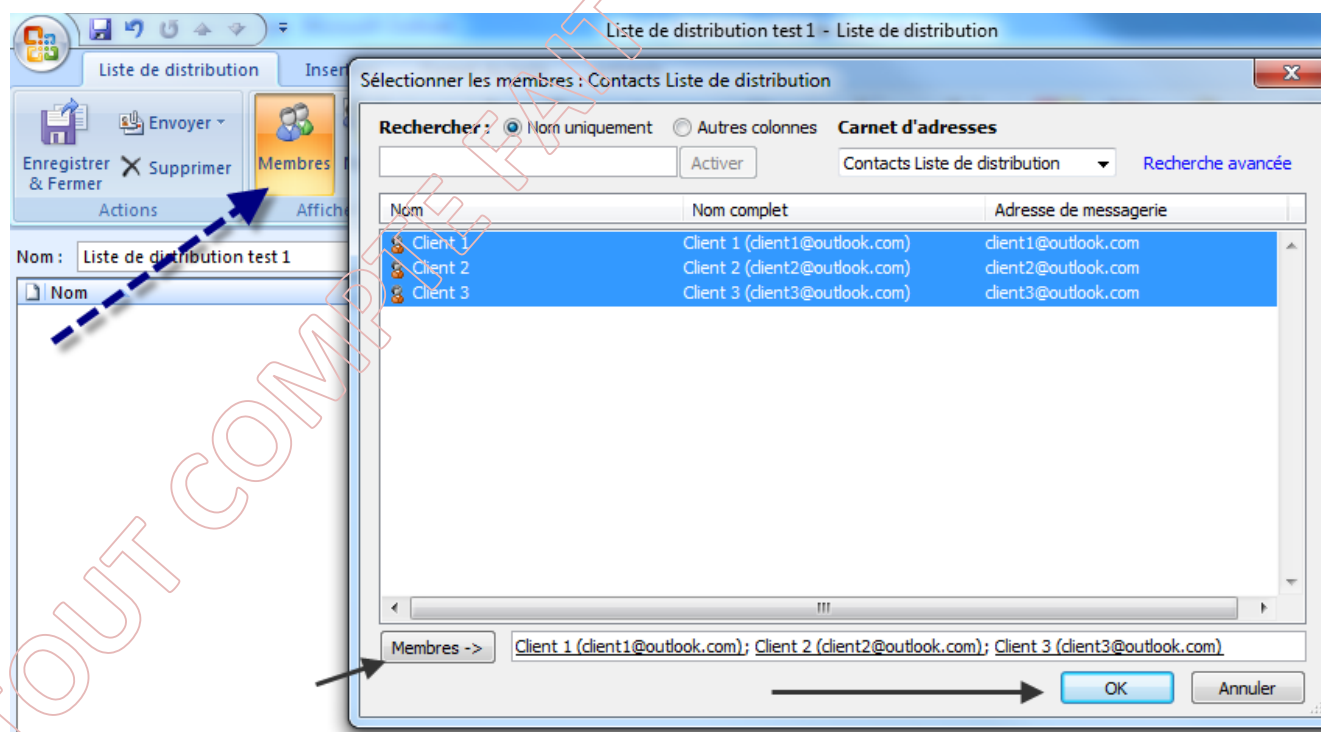 Liste de distribution test 1 - Liste de distribution
Liste de distribution
Sélectionner les membres : Contacts Liste de distribution
Envoyer
Enregistrer & Fermer
Supprimer
Membres
Actions
Nom : Liste de distribution test 1
Nom
Rechercher : Nom uniquement Autres colonnes Carnet d'adresses
Activer Contacts Liste de distribution Recherche avancée
Nom Nom complet Adresse de messagerie
Client 1 Client 1 (client1@outlook.com) client1@outlook.com
Client 2 Client 2 (client2@outlook.com) client2@outlook.com
Client 3 Client 3 (client3@outlook.com) client3@outlook.com
Membres -> Client 1 (client1@outlook.com); Client 2 (client2@outlook.com); Client 3 (client3@outlook.com)
OK Annuler
TOUT COMPTE FAIT